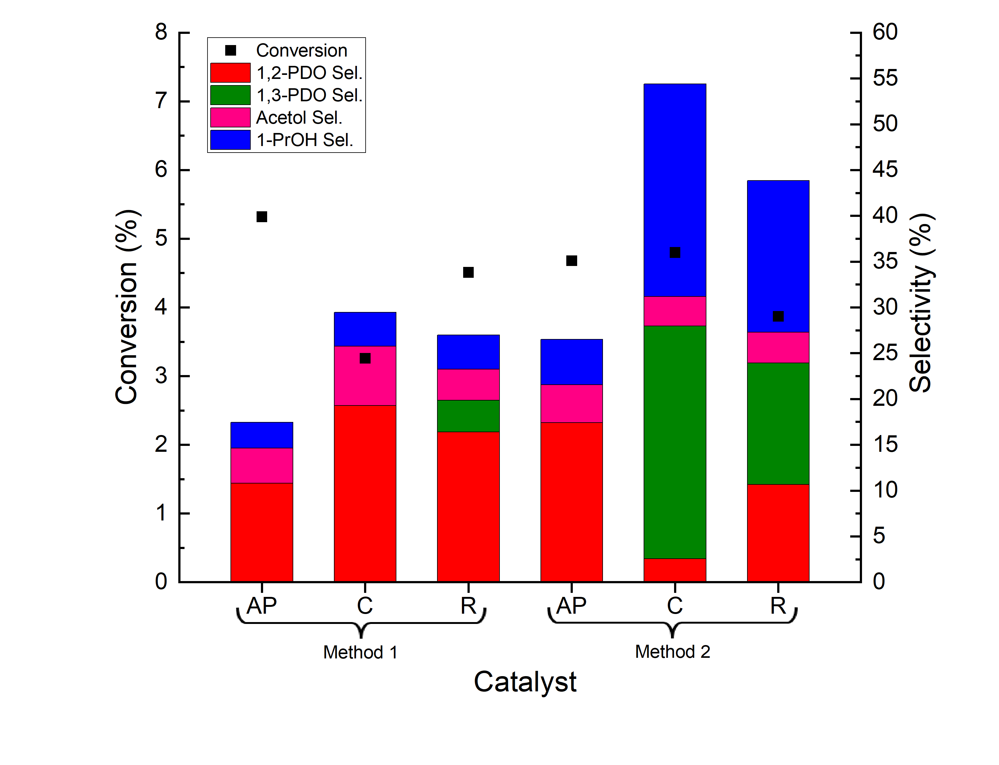 Conversion
1,2-PDO Sel.
1,3-PDO Sel.
Acetol Sel.
1-PrOH Sel.
Conversion (%)
8
7
6
5
4
3
2
1
0
Selectivity (%)
60
55
50
45
40
35
30
25
20
15
10
5
0
AP C R AP C R
Method 1 Method 2
Catalyst